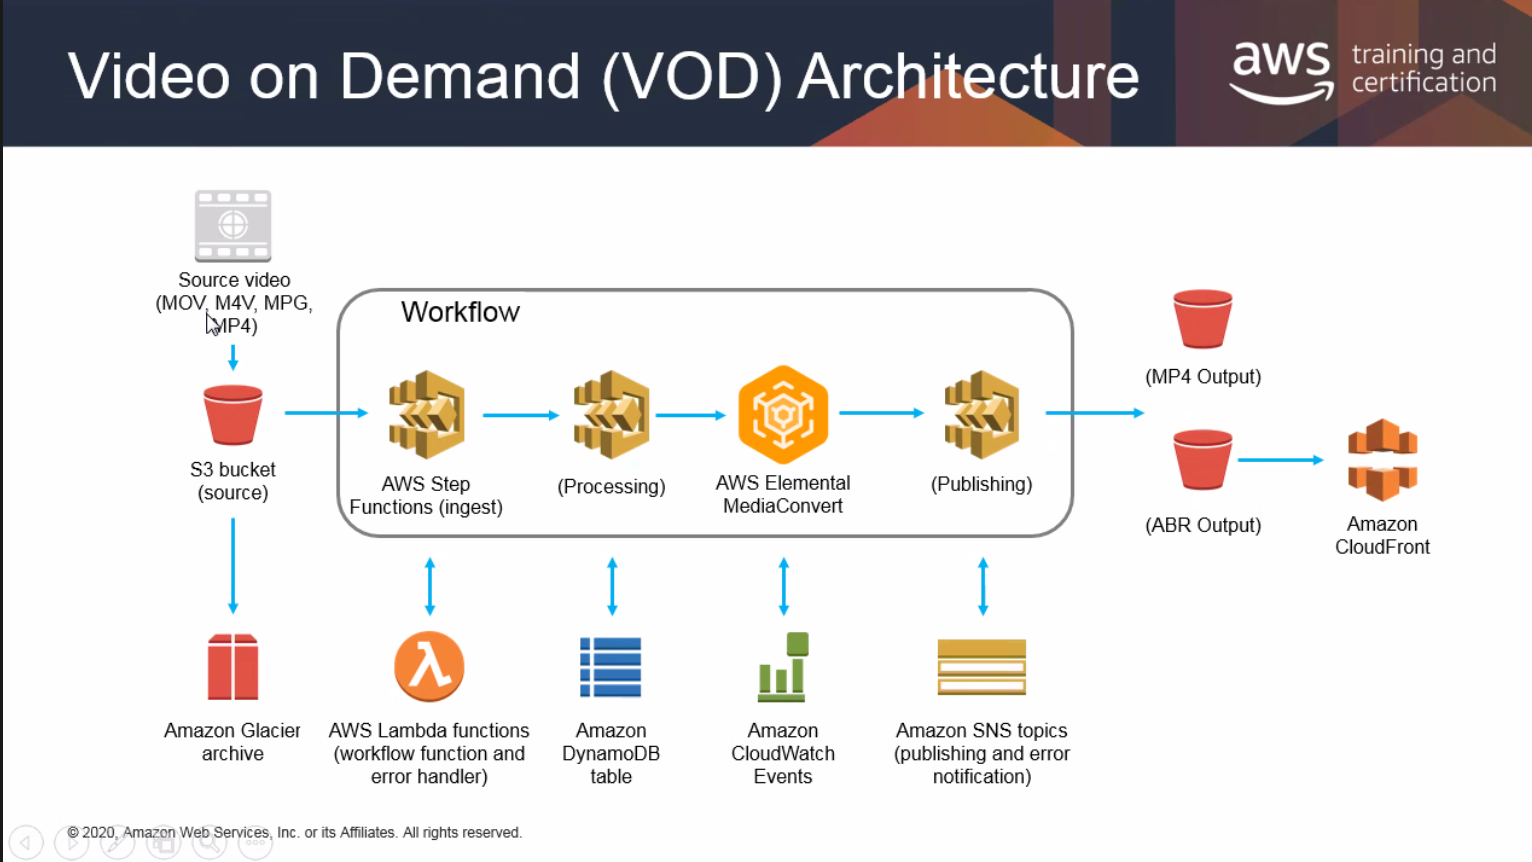 Video on Demand (VOD) Architecture
aws
training and
certification
Source video
(MOV, M4V, MPG,
MP4)
Workflow
S3 bucket
(source)
AWS Step
Functions (ingest)
(Processing)
AWS Elemental
MediaConvert
(Publishing)
(MP4 Output)
(ABR Output)
Amazon
CloudFront
Amazon Glacier
archive
AWS Lambda functions
(workflow function and
error handler)
Amazon
DynamoDB
table
Amazon
CloudWatch
Events
Amazon SNS topics
(publishing and error
notification)
© 2020, Amazon Web Services, Inc. or its Affiliates. All rights reserved.